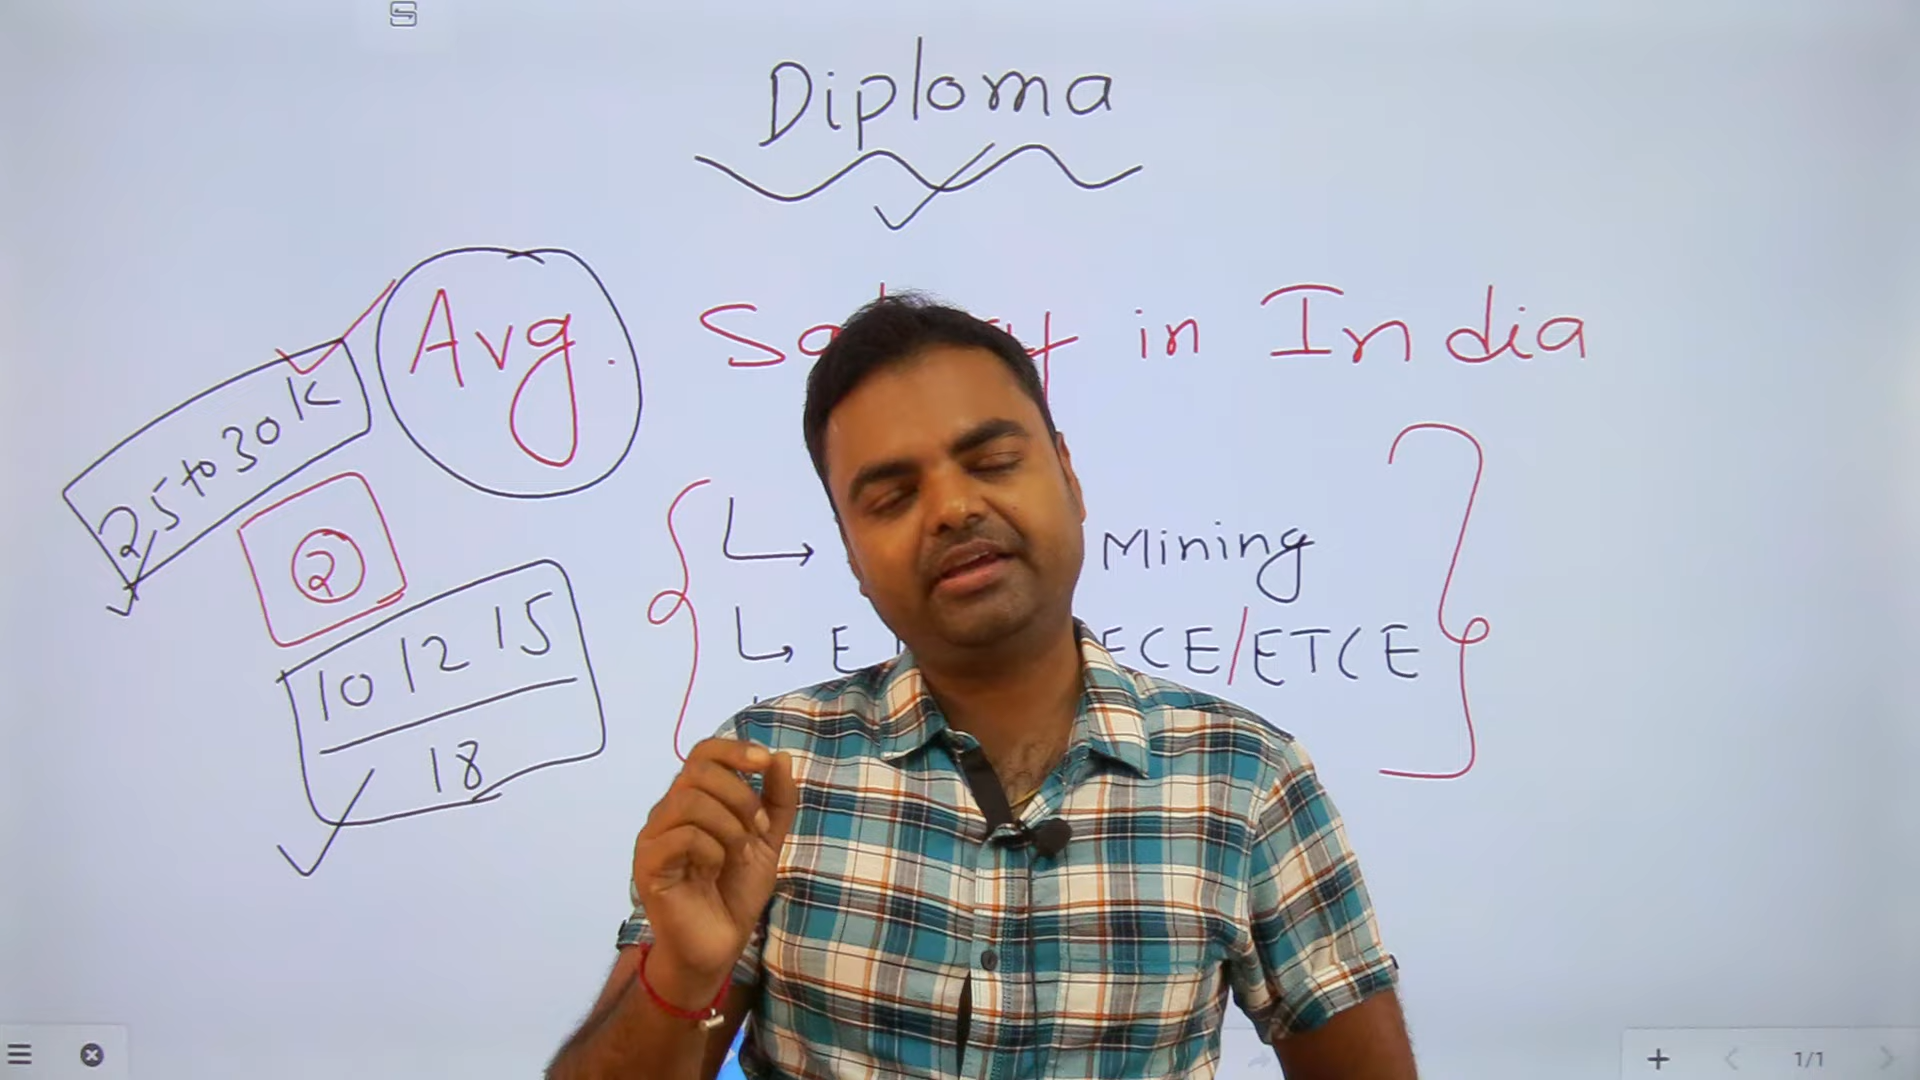 Diploma
Avg. in India
25 to 30K
2
Mining
10 12 15
ECE/ETCE
18
1/1